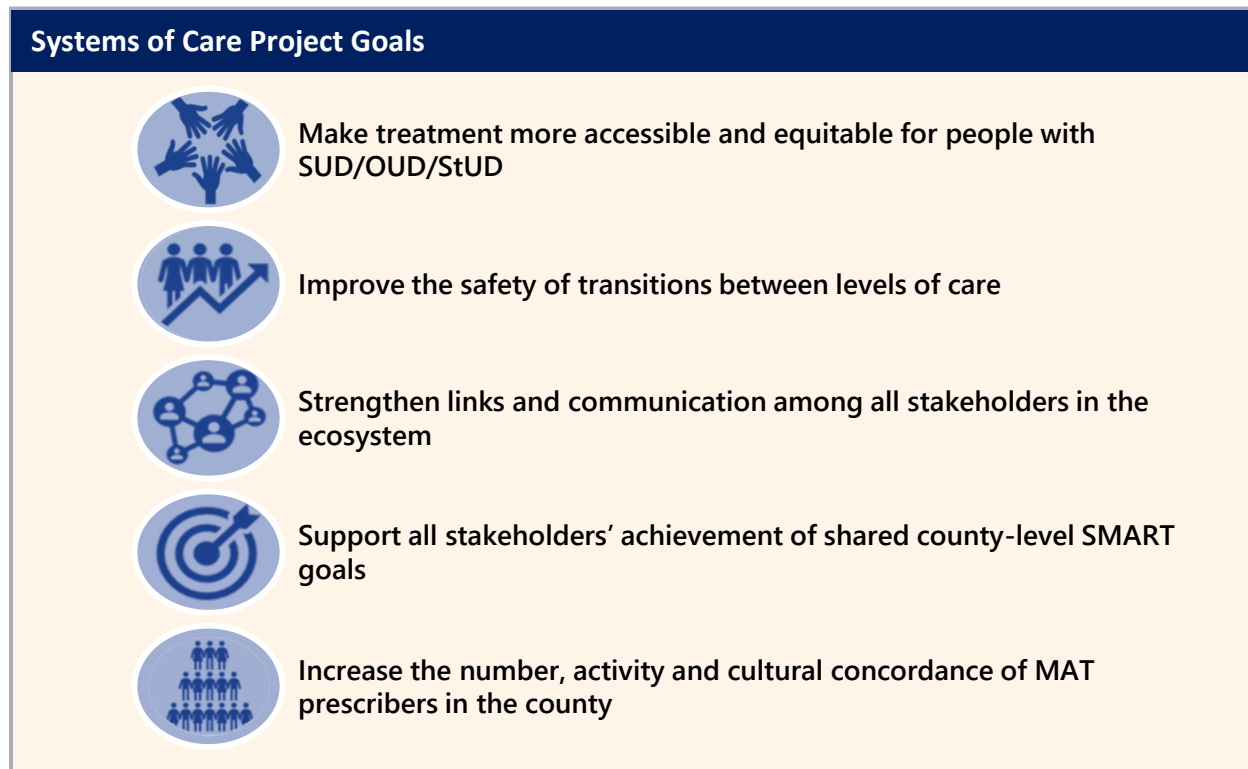 Systems of Care Project Goals
Make treatment more accessible and equitable for people with
SUD/OUD/StUD
Improve the safety of transitions between levels of care
Strengthen links and communication among all stakeholders in the
ecosystem
Support all stakeholders’ achievement of shared county-level SMART
goals
Increase the number, activity and cultural concordance of MAT
prescribers in the county